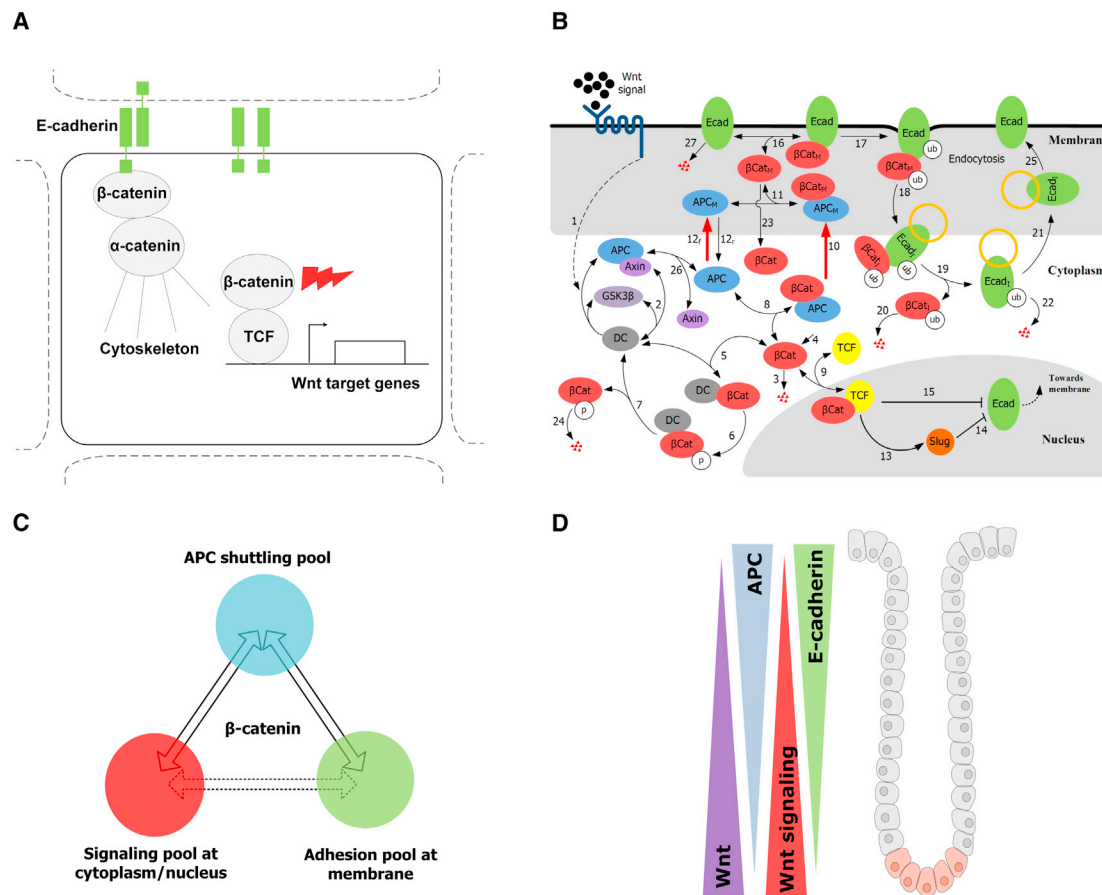 A
E-cadherin
β-catenin
α-catenin
β-catenin
TCF
Cytoskeleton
Wnt target genes
B
Wnt
signal
Ecad
Ecad
Ecad
Ecad
Membran
27
16
17
βCatM
βCatM
βCatM
ub
ub
Endocytosis
25
EcadI
18
βCatM
APCM
11
APCM
1
23
12r
12r
10
21
APC
Axin
26
APC
βCat
βCatI
ub
EcadI
ub
Cytoplasm
19
EcadI
ub
GSK3β
2
Axin
8
βCat
APC
20
βCatI
ub
22
DC
5
βCat
4
TCF
3
9
Towards
membrane
βCat
p
7
DC
βCat
TCF
βCat
15
Ecad
24
DC
βCat
p
6
13
Slug
14
Nucleus
C
APC shuttling pool
β-catenin
Signaling pool at
cytoplasm/nucleus
Adhesion pool at
membrane
D
Wnt
APC
Wnt signaling
E-cadherin